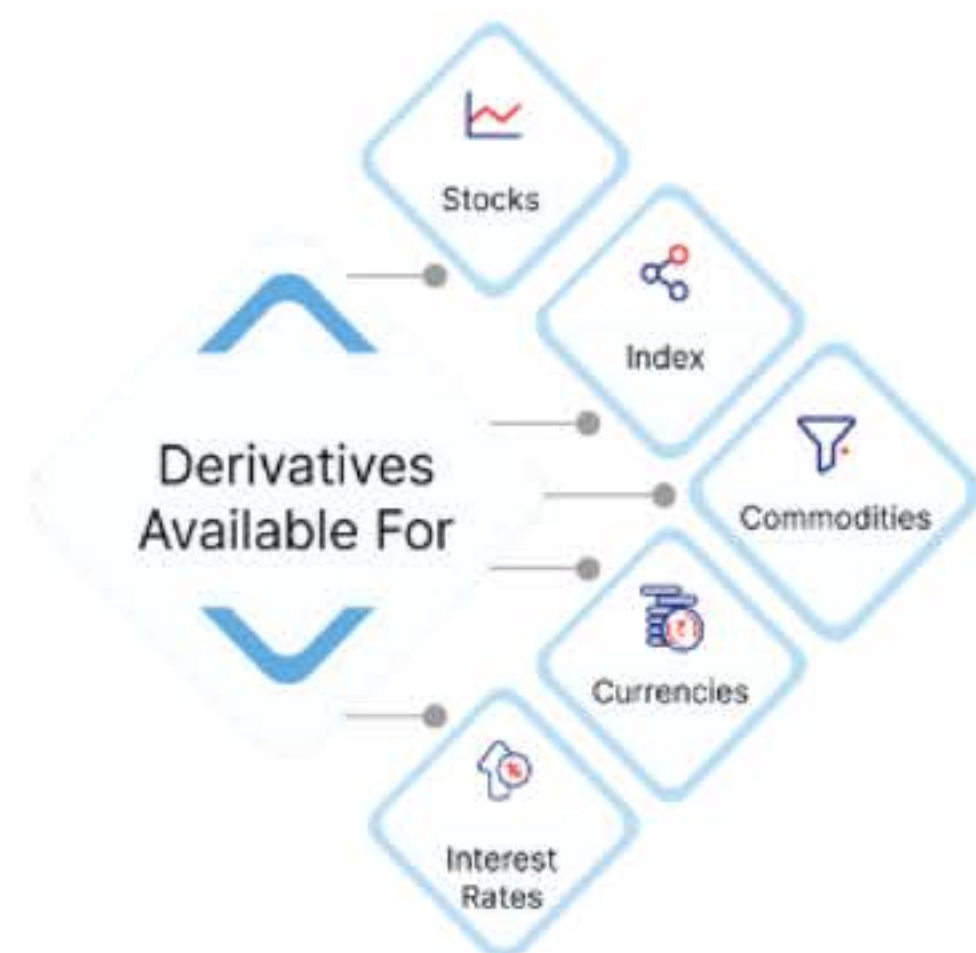 Stocks
Index
Derivatives
Available For
Commodities
Currencies
Interest
Rates